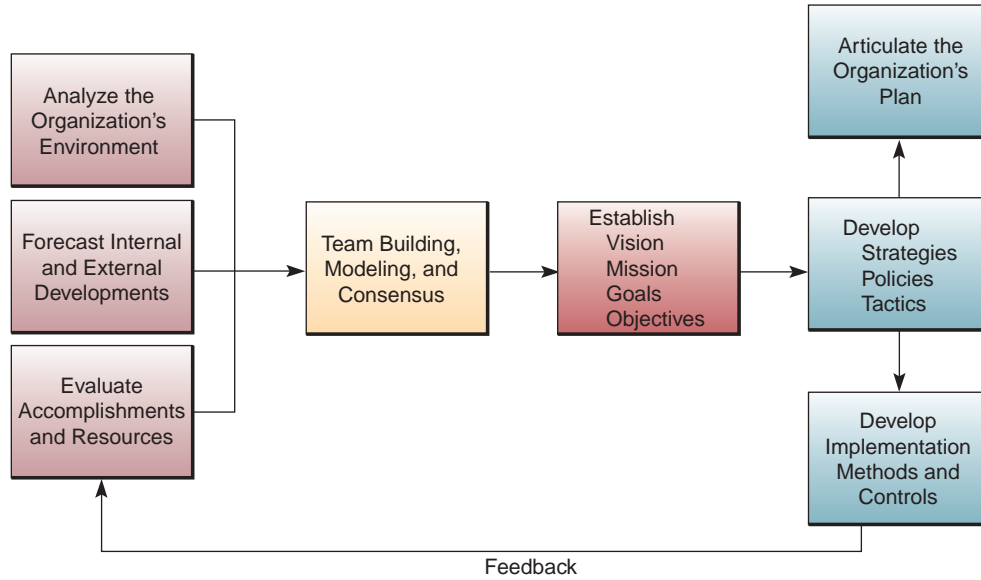 Analyze the
Organization’s
Environment
Forecast Internal
and External
Developments
Evaluate
Accomplishments
and Resources
Team Building,
Modeling, and
Consensus
Establish
Vision
Mission
Goals
Objectives
Articulate the
Organization’s
Plan
Develop
Strategies
Policies
Tactics
Develop
Implementation
Methods and
Controls
Feedback